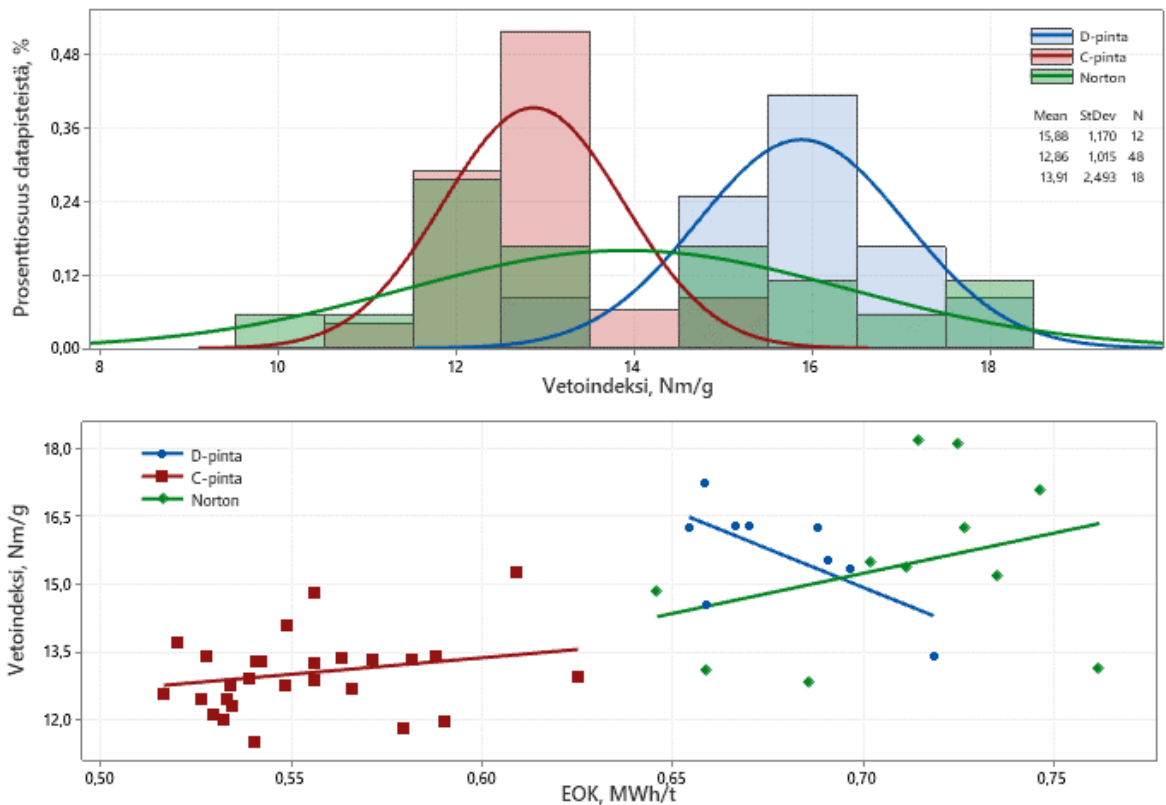 Prosenttiosuus datapisteistä, %
0,48
0,36
0,24
0,12
0,00
D-pinta
C-pinta
Norton
Mean StDev N
15,88 1,170 12
12,86 1,015 48
13,91 2,493 18
8 10 12 14 16 18
Vetoindeksi, Nm/g
Vetoindeksi, Nm/g
18,0
16,5
15,0
13,5
12,0
D-pinta
C-pinta
Norton
0,50 0,55 0,60 0,65 0,70 0,75
EOK, MWh/t